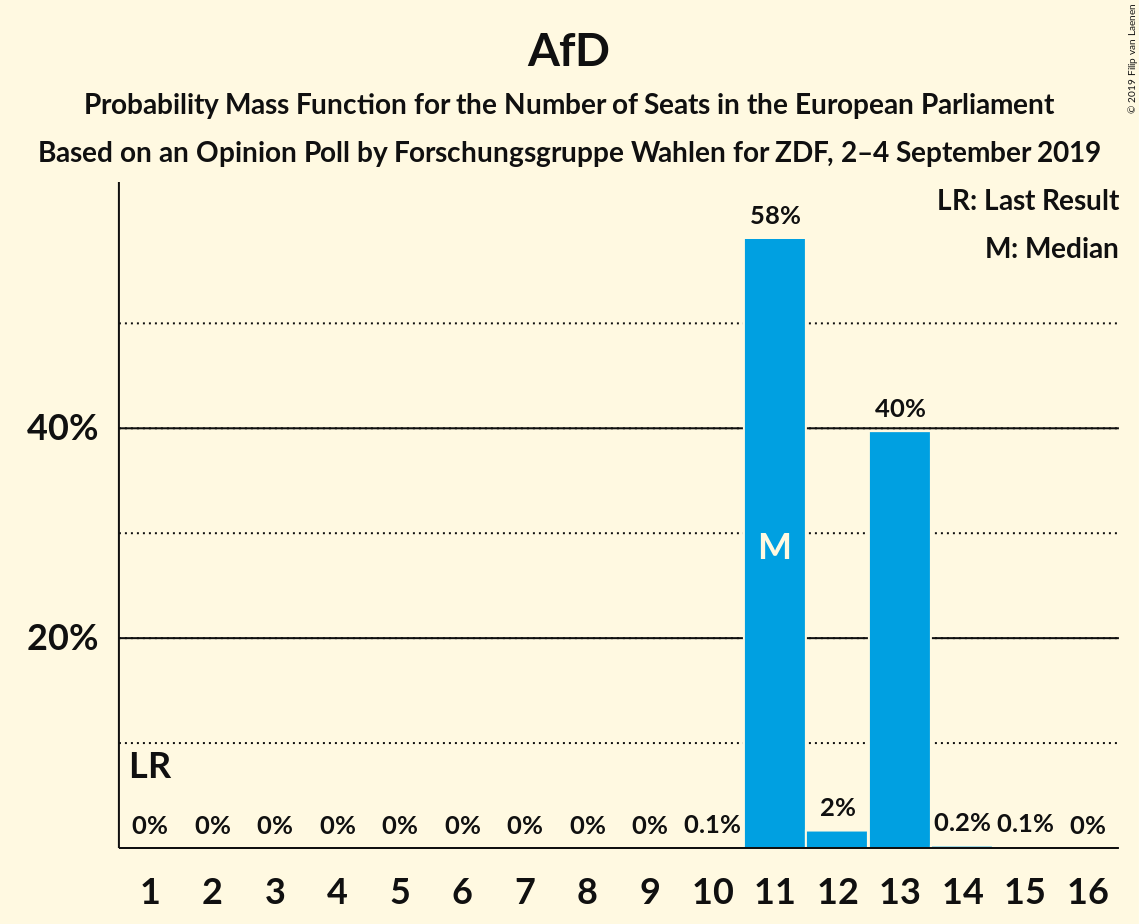 AfD
Probability Mass Function for the Number of Seats in the European Parliament
Based on an Opinion Poll by Forschungsgruppe Wahlen for ZDF, 2–4 September 2019
© 2019 Filip van Laenen
LR: Last Result
M: Median
58%
40%
40%
M
20%
LR
0% 0% 0% 0% 0% 0% 0% 0% 0% 0.1% 2% 0.2% 0.1% 0%
1 2 3 4 5 6 7 8 9 10 11 12 13 14 15 16